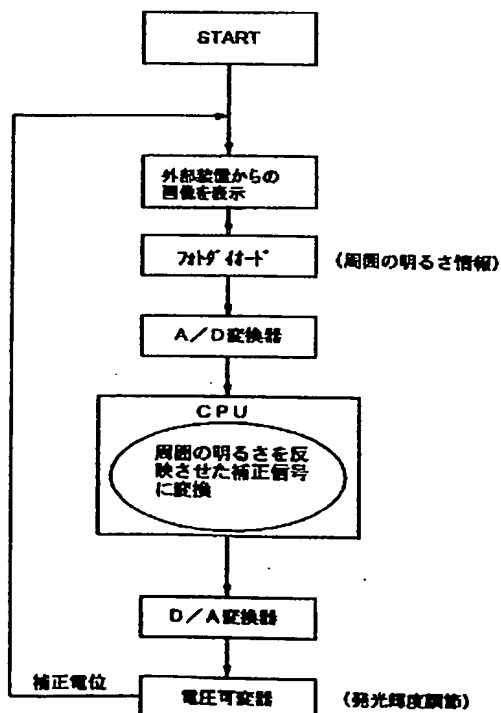 START
外部装置からの
画像を表示
フォトダイオード
(周囲の明るさ情報)
A/D変換器
CPU
周囲の明るさを反
映させた補正信号
に変換
D/A変換器
補正電位
電圧可変器
(発光輝度調節)